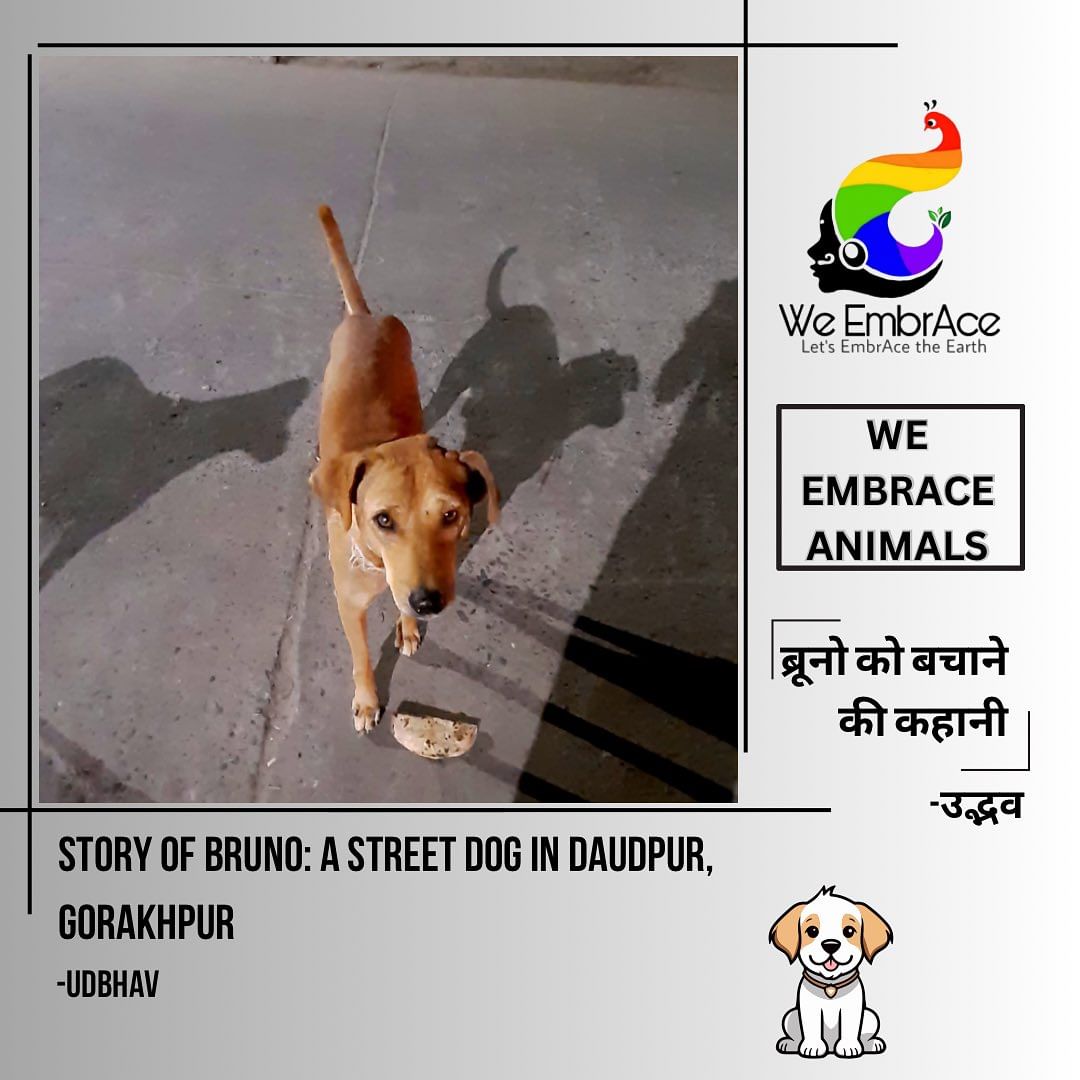 We EmbrAce
Let's EmbrAce the Earth
WE
EMBRACE
ANIMALS
ब्रूनो को बचाने
की कहानी
-उद्भव
STORY OF BRUNO: A STREET DOG IN DAUDPUR,
GORAKHPUR
-UDBHAV